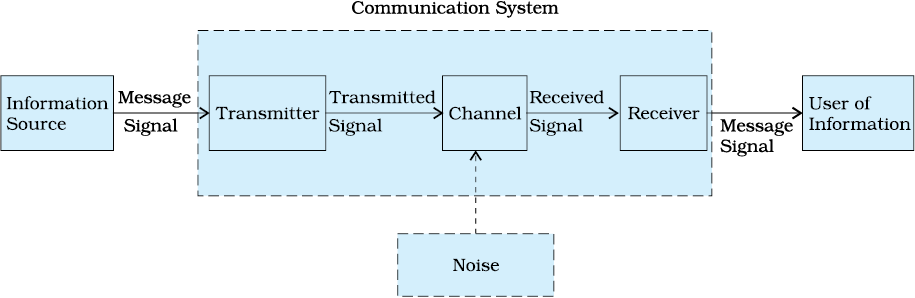 Communication System
Information
Source
Message
Signal
Transmitter
Transmitted
Signal
Channel
Received
Signal
Receiver
Message
Signal
User of
Information
Noise